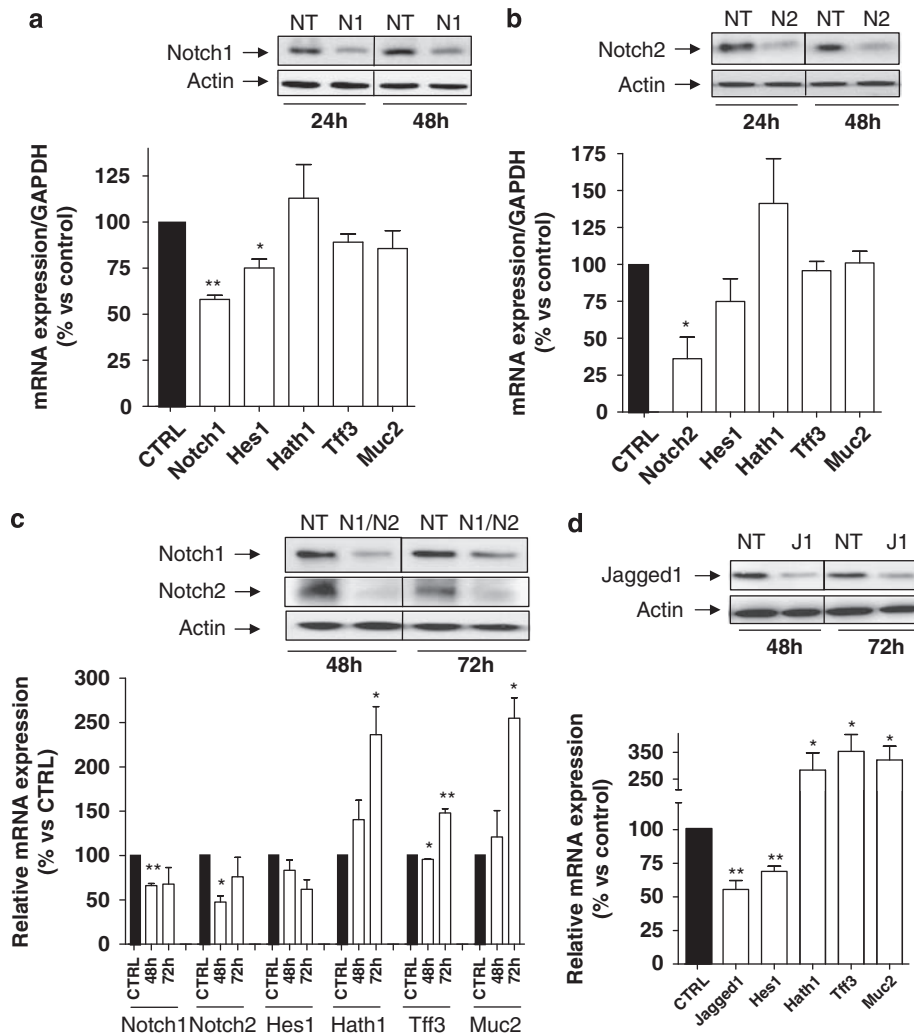 a
NT N1 NT N1
Notch1
Actin
24h 48h
mRNA expression/GAPDH
(% vs control)
125
100
75
50
25
0
**
*
CTRL
Notch1
Hes1
Hath1
Tff3
Muc2
b
NT N2 NT N2
Notch2
Actin
24h 48h
mRNA expression/GAPDH
(% vs control)
175
150
125
100
75
50
25
0
*
CTRL
Notch2
Hes1
Hath1
Tff3
Muc2
c
NT N1/N2 NT N1/N2
Notch1
Notch2
Actin
48h 72h
Relative mRNA expression
(% vs CTRL)
300
250
200
150
100
50
0
**
*
*
*
**
*
CTRL 48h 72h CTRL 48h 72h CTRL 48h 72h CTRL 48h 72h CTRL 48h 72h CTRL 48h 72h
Notch1 Notch2 Hes1 Hath1 Tff3 Muc2
d
NT J1 NT J1
Jagged1
Actin
48h 72h
Relative mRNA expression
(% vs control)
350
250
100
75
50
25
0
**
**
*
*
*
CTRL
Jagged1
Hes1
Hath1
Tff3
Muc2